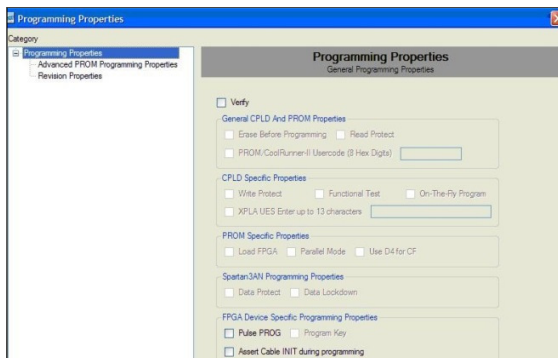 Programming Properties
Category
Programming Properties
Advanced PROM Programming Properties
Revision Properties
Programming Properties
General Programming Properties
Verify
General CPLD And PROM Properties
Erase Before Programming Read Protect
PROM/CoolRunner-II Usercode (8 Hex Digits)
CPLD Specific Properties
Write Protect Functional Test On-The-Fly Program
XPLA UES Enter up to 13 characters
PROM Specific Properties
Load FPGA Parallel Mode Use D4 for CF
Spartan3AN Programming Properties
Data Protect Data Lockdown
FPGA Device Specific Programming Properties
Pulse PROG Program Key
Assert Cable INIT during programming